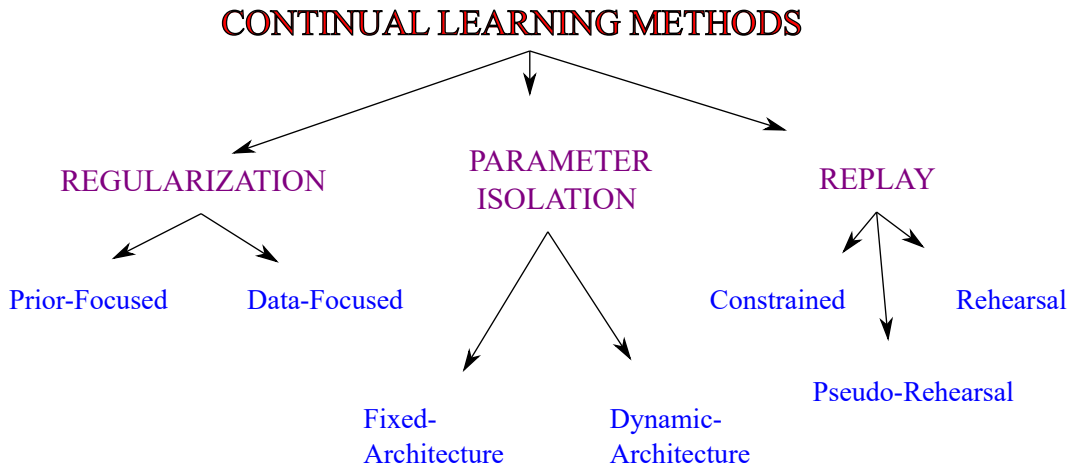 CONTINUAL LEARNING METHODS
REGULARIZATION
PARAMETER
ISOLATION
REPLAY
Prior-Focused
Data-Focused
Constrained
Rehearsal
Pseudo-Rehearsal
Fixed-
Architecture
Dynamic-
Architecture